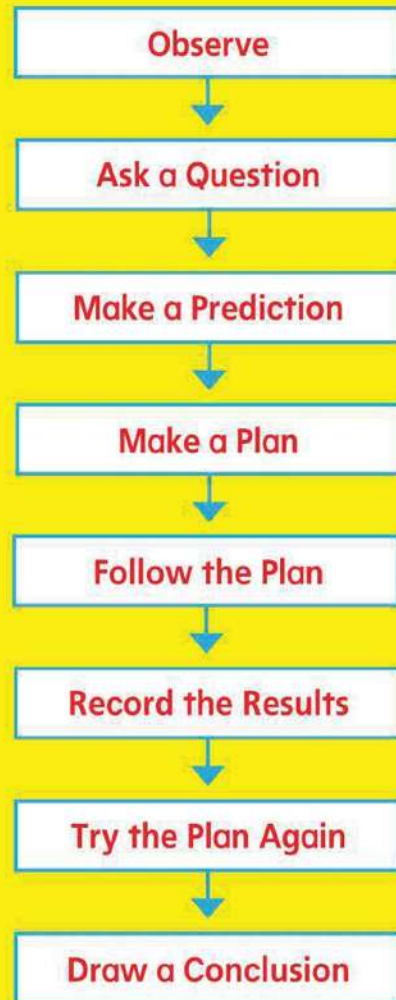 Observe
Ask a Question
Make a Prediction
Make a Plan
Follow the Plan
Record the Results
Try the Plan Again
Draw a Conclusion